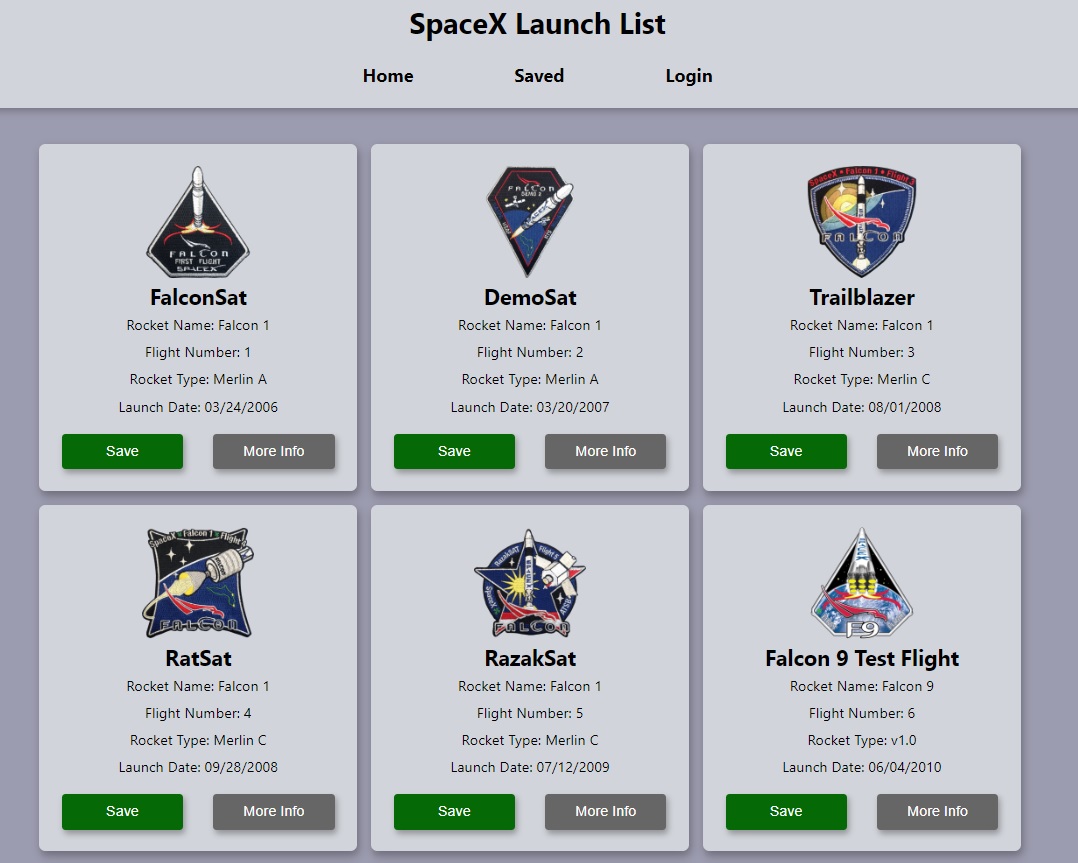 SpaceX Launch List
Home Saved Login
FALCON
FIRST FLIGHT
SPACEX
FalconSat
Rocket Name: Falcon 1
Flight Number: 1
Rocket Type: Merlin A
Launch Date: 03/24/2006
Save More Info
FALCON
DEMO 2
DemoSat
Rocket Name: Falcon 1
Flight Number: 2
Rocket Type: Merlin A
Launch Date: 03/20/2007
Save More Info
SpaceX • Falcon 1 • Flight 3
FALCON
Trailblazer
Rocket Name: Falcon 1
Flight Number: 3
Rocket Type: Merlin C
Launch Date: 08/01/2008
Save More Info
SpaceX Falcon 1 Flight 4
FALCON
RatSat
Rocket Name: Falcon 1
Flight Number: 4
Rocket Type: Merlin C
Launch Date: 09/28/2008
Save More Info
RazakSAT
Flight 5
SpaceX
ATSB
FALCON
RazakSat
Rocket Name: Falcon 1
Flight Number: 5
Rocket Type: Merlin C
Launch Date: 07/12/2009
Save More Info
F9
Falcon 9 Test Flight
Rocket Name: Falcon 9
Flight Number: 6
Rocket Type: v1.0
Launch Date: 06/04/2010
Save More Info